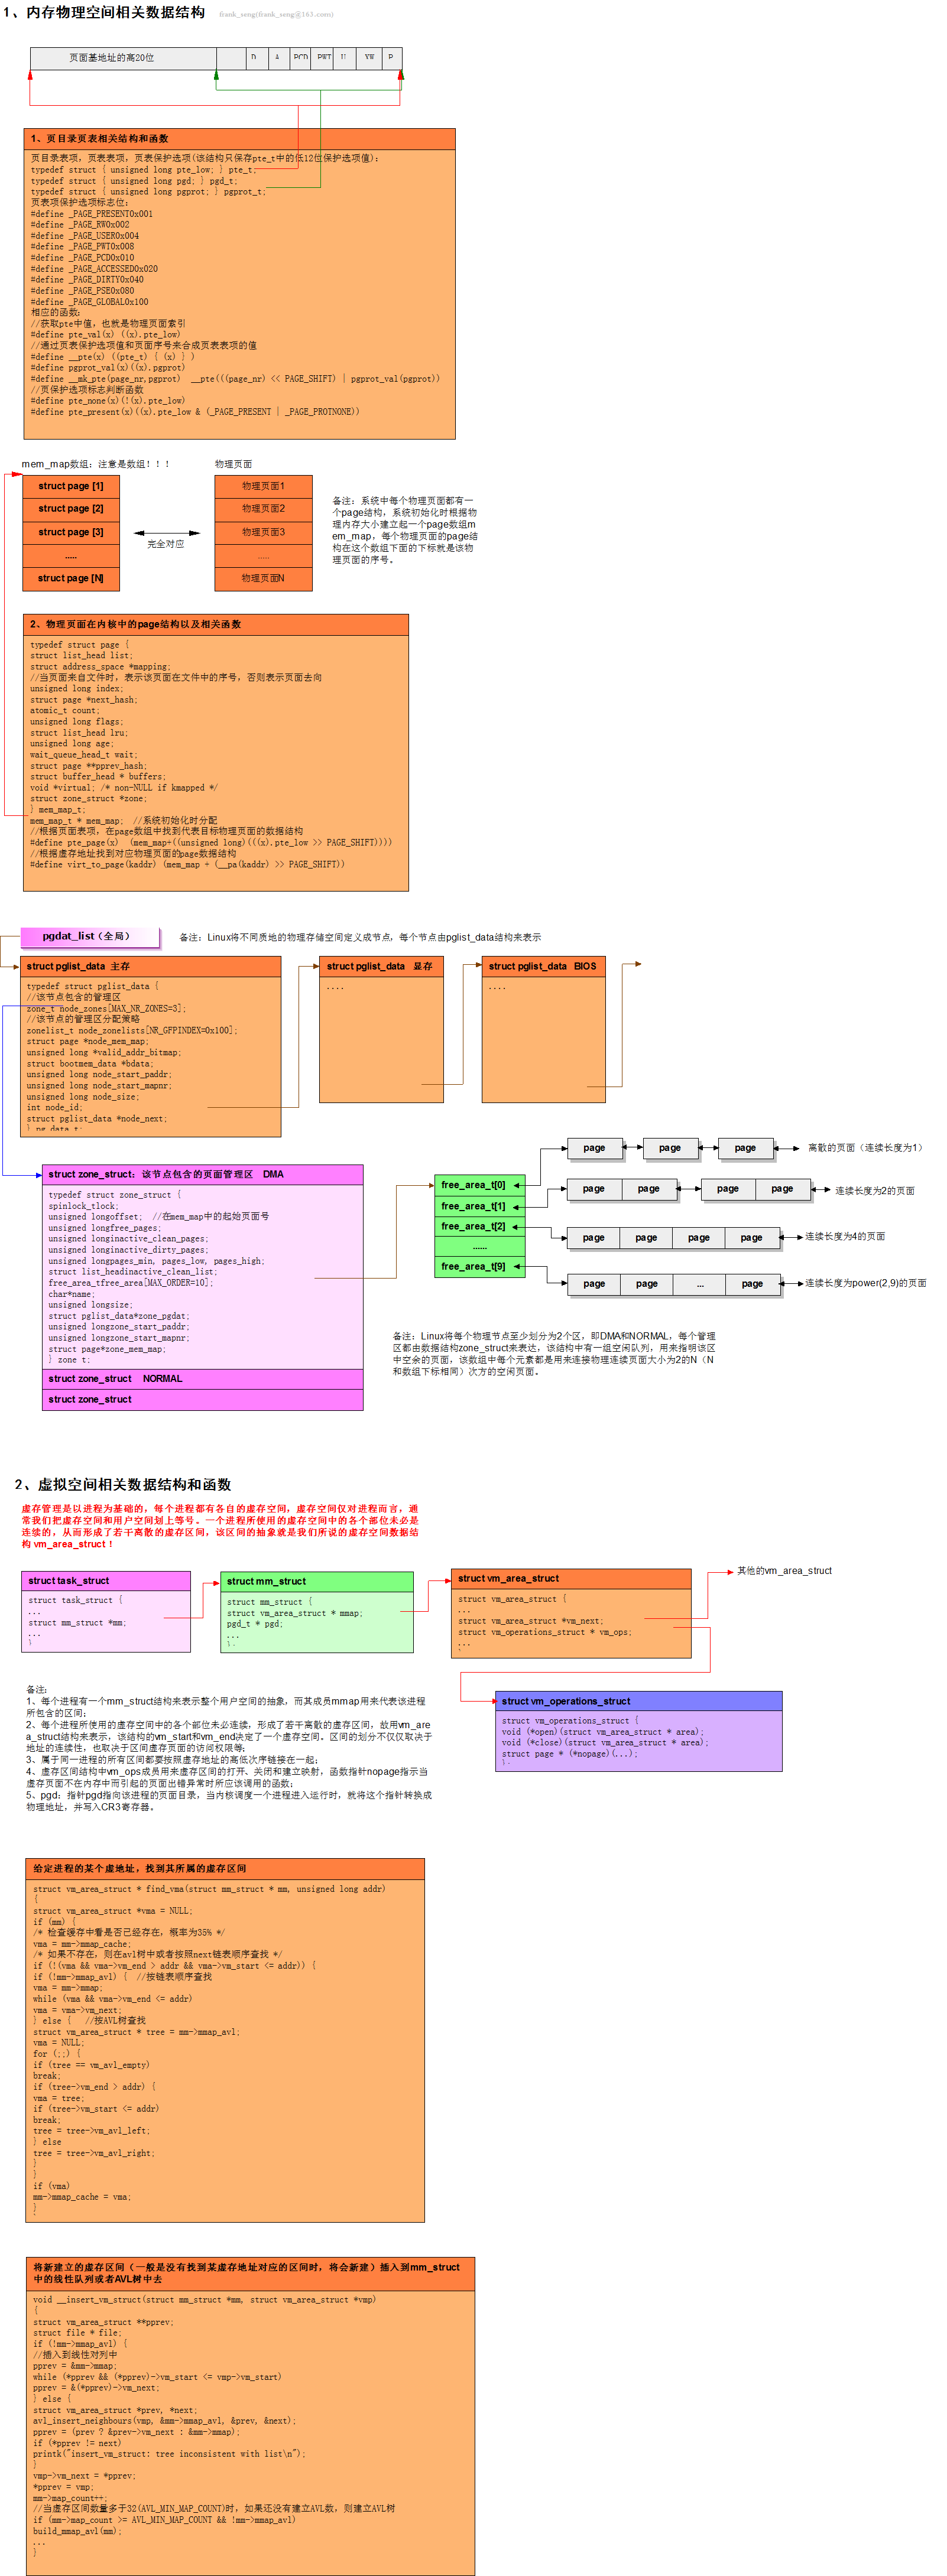 1、内存物理空间相关数据结构
frank_seng(frank_seng@163.com)
页面基地址的高20位 D A PCD PWT U XW P
1、页目录页表相关结构和函数
页目录表项，页表表项，页表保护选项(该结构只保存pte_t中的低12位保护选项值)：
typedef struct { unsigned long pte_low; } pte_t;
typedef struct { unsigned long pgd; } pgd_t;
typedef struct { unsigned long pgprot; } pgprot_t;
页表项保护选项标志位：
#define _PAGE_PRESENT0x001
#define _PAGE_RW0x002
#define _PAGE_USER0x004
#define _PAGE_PWT0x008
#define _PAGE_PCD0x010
#define _PAGE_ACCESSED0x020
#define _PAGE_DIRTY0x040
#define _PAGE_PSE0x080
#define _PAGE_GLOBAL0x100
相应的函数：
//获取pte中值，也就是物理页面索引
#define pte_val(x) ((x).pte_low)
//通过页表保护选项值和页面序号来合成页表表项的值
#define __pte(x) ((pte_t) { (x) } )
#define pgprot_val(x)((x).pgprot)
#define __mk_pte(page_nr,pgprot)  __pte(((page_nr) << PAGE_SHIFT) | pgprot_val(pgprot))
//页保护选项标志判断函数
#define pte_none(x)(!(x).pte_low)
#define pte_present(x)((x).pte_low & (_PAGE_PRESENT | _PAGE_PROTNONE))
mem_map数组：注意是数组！！！
struct page [1]
struct page [2]
struct page [3]
.....
struct page [N]
完全对应
物理页面
物理页面1
物理页面2
物理页面3
.....
物理页面N
备注：系统中每个物理页面都有一
个page结构，系统初始化时根据物
理内存大小建立起一个page数组m
em_map，每个物理页面的page结
构在这个数组下面的下标就是该物
理页面的序号。
2、物理页面在内核中的page结构以及相关函数
typedef struct page {
struct list_head list;
struct address_space *mapping;
//当页面来自文件时，表示该页面在文件中的序号，否则表示页面去向
unsigned long index;
struct page *next_hash;
atomic_t count;
unsigned long flags;
struct list_head lru;
unsigned long age;
wait_queue_head_t wait;
struct page **pprev_hash;
struct buffer_head * buffers;
void *virtual; /* non-NULL if kmapped */
struct zone_struct *zone;
} mem_map_t;
mem_map_t * mem_map;  //系统初始化时分配
//根据页面表项，在page数组中找到代表目标物理页面的数据结构
#define pte_page(x)  (mem_map+((unsigned long)(((x).pte_low >> PAGE_SHIFT))))
//根据虚存地址找到对应物理页面的page数据结构
#define virt_to_page(kaddr) (mem_map + (__pa(kaddr) >> PAGE_SHIFT))
pgdat_list（全局）
备注：Linux将不同质地的物理存储空间定义成节点，每个节点由pglist_data结构来表示
struct pglist_data 主存
typedef struct pglist_data {
//该节点包含的管理区
zone_t node_zones[MAX_NR_ZONES=3];
//该节点的管理区分配策略
zonelist_t node_zonelists[NR_GFPINDEX=0x100];
struct page *node_mem_map;
unsigned long *valid_addr_bitmap;
struct bootmem_data *bdata;
unsigned long node_start_paddr;
unsigned long node_start_mapnr;
unsigned long node_size;
int node_id;
struct pglist_data *node_next;
} pg_data_t;
struct pglist_data 显存
....
struct pglist_data BIOS
....
struct zone_struct：该节点包含的页面管理区 DMA
typedef struct zone_struct {
spinlock_tlock;
unsigned longoffset;  //在mem_map中的起始页面号
unsigned longfree_pages;
unsigned longinactive_clean_pages;
unsigned longinactive_dirty_pages;
unsigned longpages_min, pages_low, pages_high;
struct list_headinactive_clean_list;
free_area_tfree_area[MAX_ORDER=10];
char*name;
unsigned longsize;
struct pglist_data*zone_pgdat;
unsigned longzone_start_paddr;
unsigned longzone_start_mapnr;
struct page*zone_mem_map;
} zone_t;
struct zone_struct NORMAL
struct zone_struct
free_area_t[0]
free_area_t[1]
free_area_t[2]
......
free_area_t[9]
page page page 离散的页面（连续长度为1）
page page page page 连续长度为2的页面
page page page page 连续长度为4的页面
page page ... page 连续长度为power(2,9)的页面
备注：Linux将每个物理节点至少划分为2个区，即DMA和NORMAL，每个管理
区都由数据结构zone_struct来表达，该结构中有一组空闲队列，用来指明该区
中空余的页面，该数组中每个元素都是用来连接物理连续页面大小为2的N（N
和数组下标相同）次方的空闲页面。
2、虚拟空间相关数据结构和函数
虚存管理是以进程为基础的，每个进程都有各自的虚存空间，虚存空间仅对进程而言，通
常我们把虚存空间和用户空间划上等号。一个进程所使用的虚存空间中的各个部位未必是
连续的，从而形成了若干离散的虚存区间，该区间的抽象就是我们所说的虚存空间数据结
构 vm_area_struct！
struct task_struct
struct task_struct {
...
struct mm_struct *mm;
...
}
struct mm_struct
struct mm_struct {
struct vm_area_struct * mmap;
pgd_t * pgd;
...
};
struct vm_area_struct
struct vm_area_struct {
...
struct vm_area_struct *vm_next;
struct vm_operations_struct * vm_ops;
...
其他的vm_area_struct
struct vm_operations_struct
struct vm_operations_struct {
void (*open)(struct vm_area_struct * area);
void (*close)(struct vm_area_struct * area);
struct page * (*nopage)(...);
};
备注：
1、每个进程有一个mm_struct结构来表示整个用户空间的抽象，而其成员mmap用来代表该进程
所包含的区间；
2、每个进程所使用的虚存空间中的各个部位未必连续，形成了若干离散的虚存区间，故用vm_are
a_struct结构来表示，该结构的vm_start和vm_end决定了一个虚存空间。区间的划分不仅仅取决于
地址的连续性，也取决于区间虚存页面的访问权限等；
3、属于同一进程的所有区间都要按照虚存地址的高低次序链接在一起；
4、虚存区间结构中vm_ops成员用来虚存区间的打开、关闭和建立映射，函数指针nopage指示当
虚存页面不在内存中而引起的页面出错异常时所应该调用的函数；
5、pgd：指针pgd指向该进程的页面目录，当内核调度一个进程进入运行时，就将这个指针转换成
物理地址，并写入CR3寄存器。
给定进程的某个虚地址，找到其所属的虚存区间
struct vm_area_struct * find_vma(struct mm_struct * mm, unsigned long addr)
{
struct vm_area_struct *vma = NULL;
if (mm) {
/* 检查缓存中看是否已经存在，概率为35% */
vma = mm->mmap_cache;
/* 如果不存在，则在avl树中或者按照next链表顺序查找 */
if (!(vma && vma->vm_end > addr && vma->vm_start <= addr)) {
if (!mm->mmap_avl) {  //按链表顺序查找
vma = mm->mmap;
while (vma && vma->vm_end <= addr)
vma = vma->vm_next;
} else {   //按AVL树查找
struct vm_area_struct * tree = mm->mmap_avl;
vma = NULL;
for (;;) {
if (tree == vm_avl_empty)
break;
if (tree->vm_end > addr) {
vma = tree;
if (tree->vm_start <= addr)
break;
tree = tree->vm_avl_left;
} else
tree = tree->vm_avl_right;
}
}
if (vma)
mm->mmap_cache = vma;
}
将新建立的虚存区间（一般是没有找到某虚存地址对应的区间时，将会新建）插入到mm_struct
中的线性队列或者AVL树中去
void __insert_vm_struct(struct mm_struct *mm, struct vm_area_struct *vmp)
{
struct vm_area_struct **pprev;
struct file * file;
if (!mm->mmap_avl) {
//插入到线性对列中
pprev = &mm->mmap;
while (*pprev && (*pprev)->vm_start <= vmp->vm_start)
pprev = &(*pprev)->vm_next;
} else {
struct vm_area_struct *prev, *next;
avl_insert_neighbours(vmp, &mm->mmap_avl, &prev, &next);
pprev = (prev ? &prev->vm_next : &mm->mmap);
if (*pprev != next)
printk("insert_vm_struct: tree inconsistent with list\n");
}
vmp->vm_next = *pprev;
*pprev = vmp;
mm->map_count++;
//当虚存区间数量多于32(AVL_MIN_MAP_COUNT)时，如果还没有建立AVL数，则建立AVL树
if (mm->map_count >= AVL_MIN_MAP_COUNT && !mm->mmap_avl)
build_mmap_avl(mm);
...
}